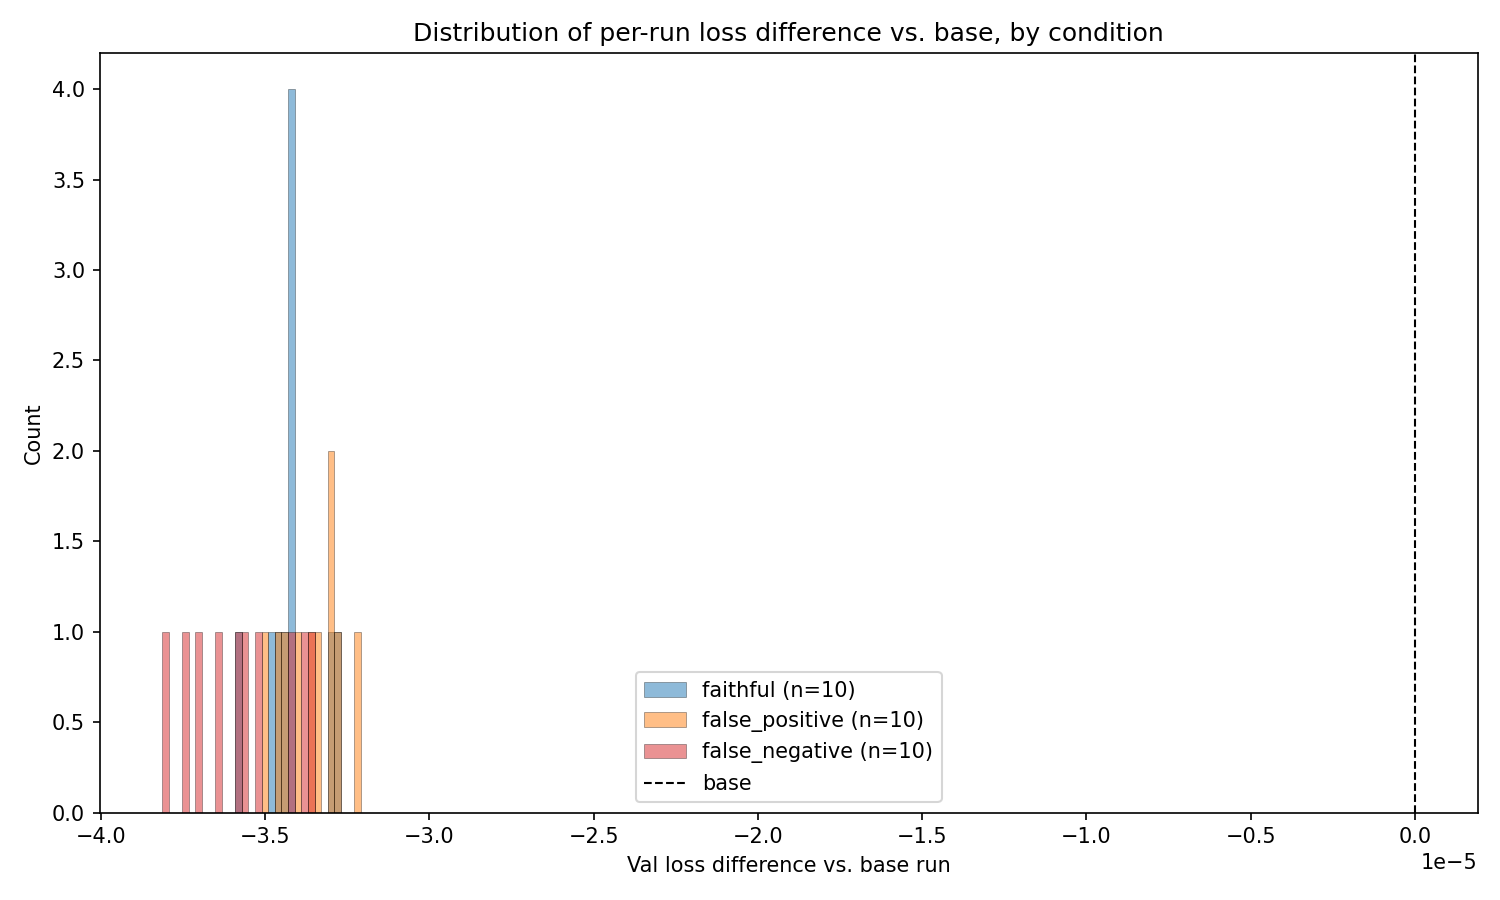 Distribution of per-run loss difference vs. base, by condition
Count
4.0
3.5
3.0
2.5
2.0
1.5
1.0
0.5
0.0
faithful (n=10)
false_positive (n=10)
false_negative (n=10)
base
−4.0 −3.5 −3.0 −2.5 −2.0 −1.5 −1.0 −0.5 0.0
1e−5
Val loss difference vs. base run